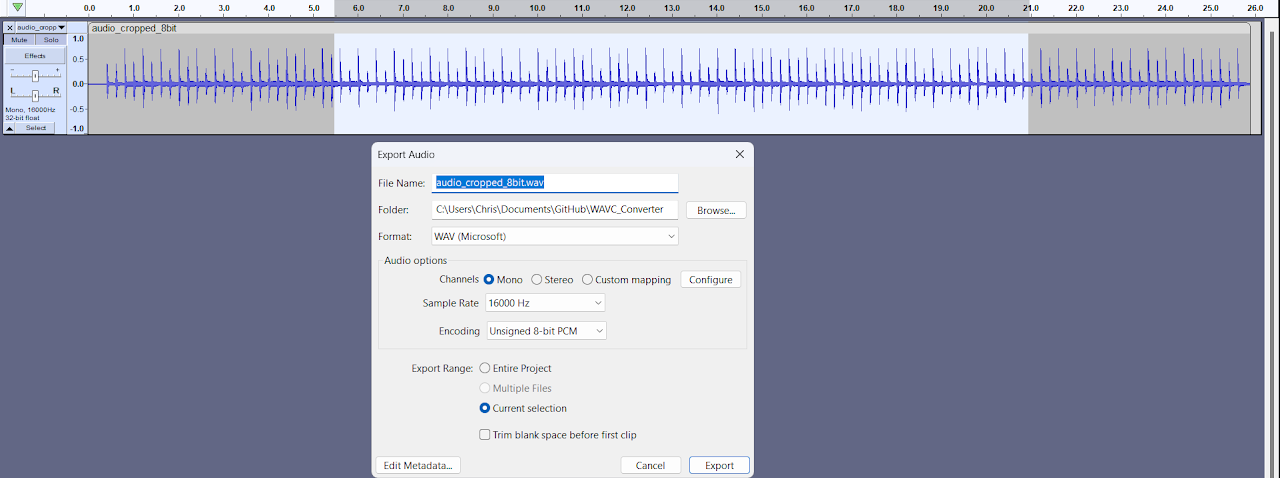 0.0 1.0 2.0 3.0 4.0 5.0 6.0 7.0 8.0 9.0 10.0 11.0 12.0 13.0 14.0 15.0 16.0 17.0 18.0 19.0 20.0 21.0 22.0 23.0 24.0 25.0 26.0
audio_cropp
audio_cropped_8bit
Mute Solo
Effects
- +
L R
Mono, 16000Hz
32-bit float
Select
1.0
0.5
0.0
-0.5
-1.0
Export Audio
File Name: audio_cropped_8bit.wav
Folder: C:\Users\Chris\Documents\GitHub\WAVC_Converter Browse...
Format: WAV (Microsoft)
Audio options
Channels Mono Stereo Custom mapping Configure
Sample Rate 16000 Hz
Encoding Unsigned 8-bit PCM
Export Range: Entire Project
Multiple Files
Current selection
Trim blank space before first clip
Edit Metadata... Cancel Export